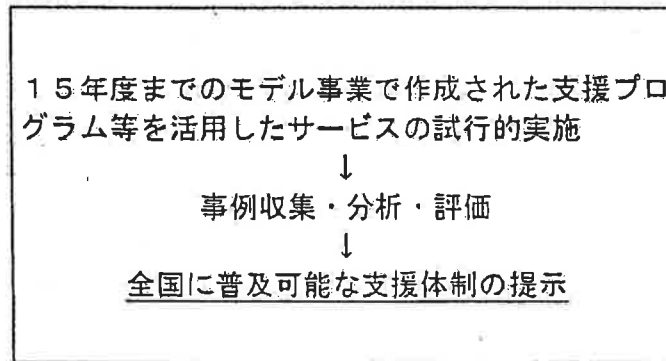 １５年度までのモデル事業で作成された支援プロ
グラム等を活用したサービスの試行的実施
↓
事例収集・分析・評価
↓
全国に普及可能な支援体制の提示